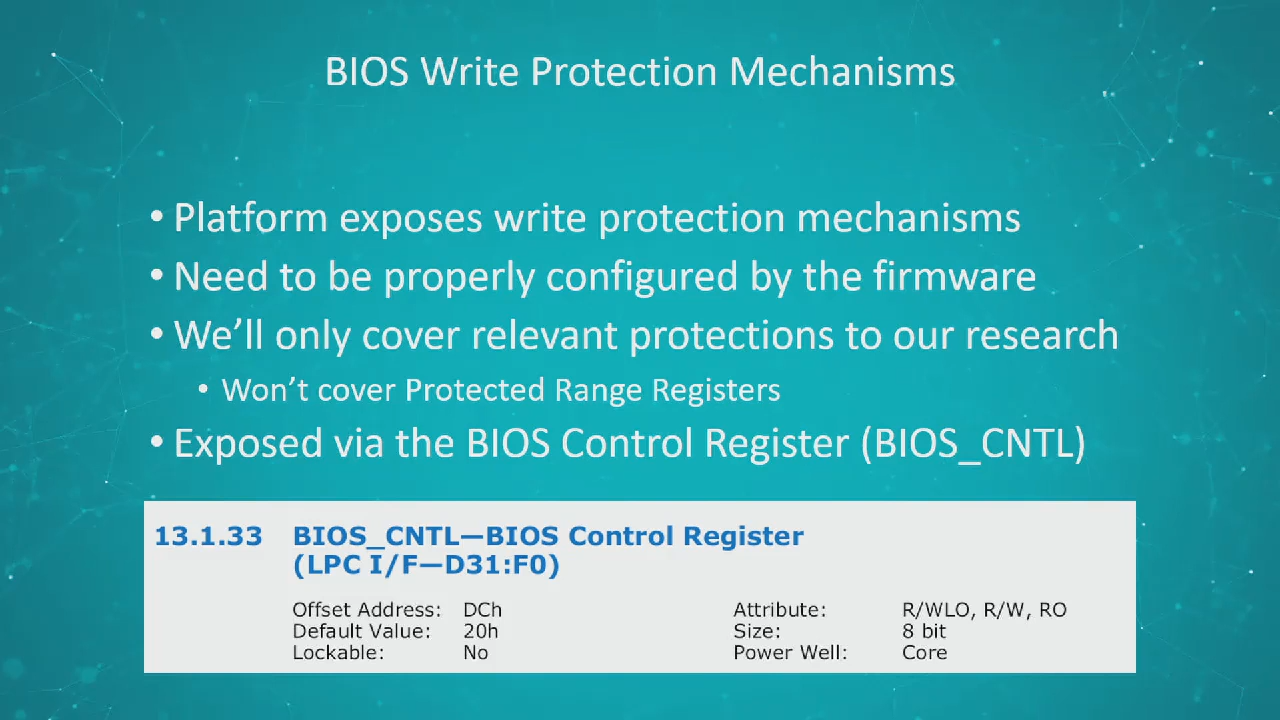 BIOS Write Protection Mechanisms
• Platform exposes write protection mechanisms
• Need to be properly configured by the firmware
• We’ll only cover relevant protections to our research
• Won’t cover Protected Range Registers
• Exposed via the BIOS Control Register (BIOS_CNTL)
13.1.33 BIOS_CNTL—BIOS Control Register
(LPC I/F—D31:F0)
Offset Address: DCh Attribute: R/WLO, R/W, RO
Default Value: 20h Size: 8 bit
Lockable: No Power Well: Core